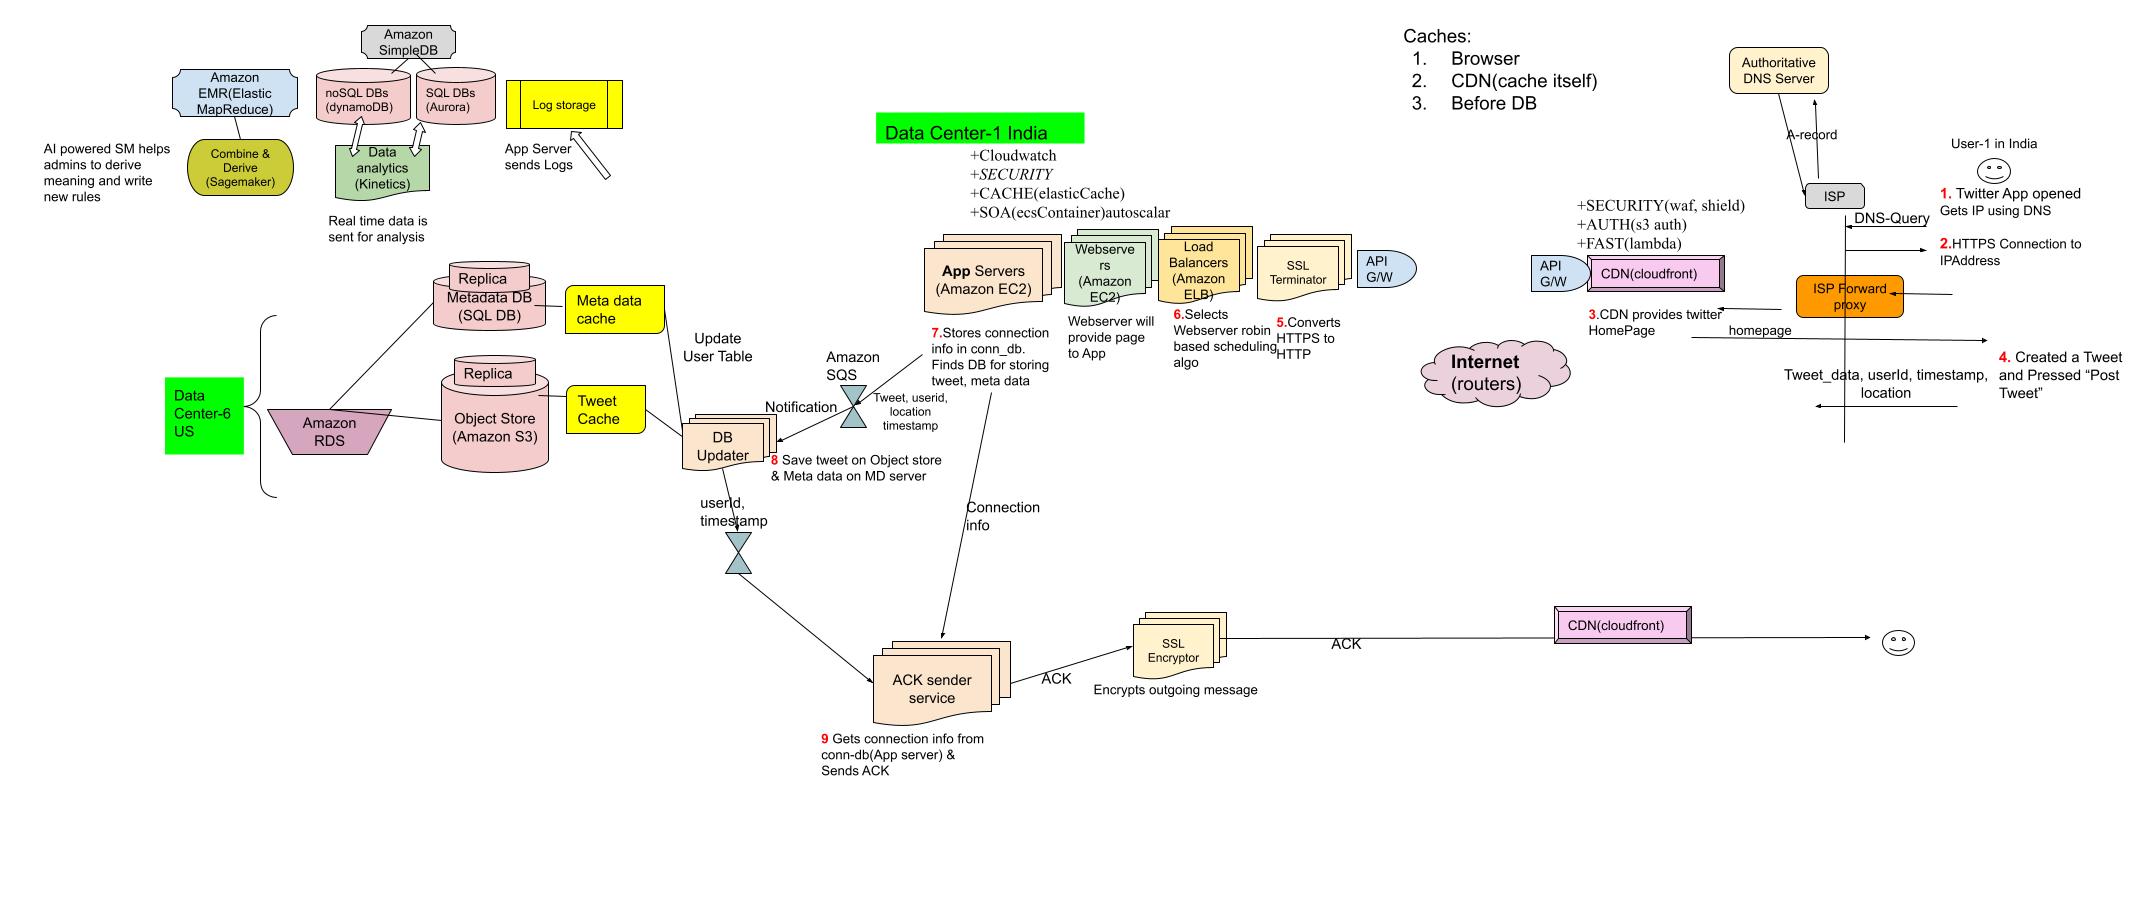 Amazon
SimpleDB
Amazon
EMR(Elastic
MapReduce)
noSQL DBs
(dynamoDB)
SQL DBs
(Aurora)
Log storage
AI powered SM helps
admins to derive
meaning and write
new rules
Combine &
Derive
(Sagemaker)
Data
analytics
(Kinetics)
App Server
sends Logs
Real time data is
sent for analysis
Caches:
1. Browser
2. CDN(cache itself)
3. Before DB
Authoritative
DNS Server
A-record
ISP
User-1 in India
1. Twitter App opened
Gets IP using DNS
DNS-Query
2.HTTPS Connection to
IPAddress
ISP Forward
proxy
Data Center-1 India
+Cloudwatch
+SECURITY
+CACHE(elasticCache)
+SOA(ecsContainer)autoscalar
App Servers
(Amazon EC2)
Webserve
rs
(Amazon
EC2)
Load
Balancers
(Amazon
ELB)
SSL
Terminator
API
G/W
+SECURITY(waf, shield)
+AUTH(s3 auth)
+FAST(lambda)
API
G/W
CDN(cloudfront)
3.CDN provides twitter
HomePage
homepage
Internet
(routers)
4. Created a Tweet
and Pressed “Post
Tweet”
Tweet_data, userId, timestamp,
location
7.Stores connection
info in conn_db.
Finds DB for storing
tweet, meta data
Webserver will
provide page
to App
6.Selects
Webserver robin
based scheduling
algo
5.Converts
HTTPS to
HTTP
Replica
Metadata DB
(SQL DB)
Meta data
cache
Update
User Table
Amazon
SQS
Notification
Tweet, userid,
location
timestamp
Data
Center-6
US
Amazon
RDS
Replica
Object Store
(Amazon S3)
Tweet
Cache
DB
Updater
8 Save tweet on Object store
& Meta data on MD server
userId,
timestamp
Connection
info
ACK sender
service
ACK
SSL
Encryptor
Encrypts outgoing message
ACK
CDN(cloudfront)
9 Gets connection info from
conn-db(App server) &
Sends ACK